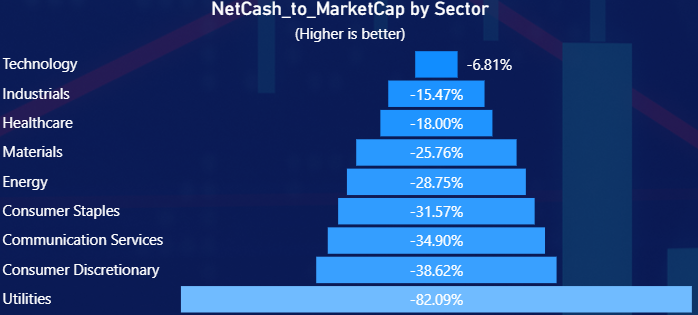 NetCash_to_MarketCap by Sector
(Higher is better)
Technology -6.81%
Industrials -15.47%
Healthcare -18.00%
Materials -25.76%
Energy -28.75%
Consumer Staples -31.57%
Communication Services -34.90%
Consumer Discretionary -38.62%
Utilities -82.09%